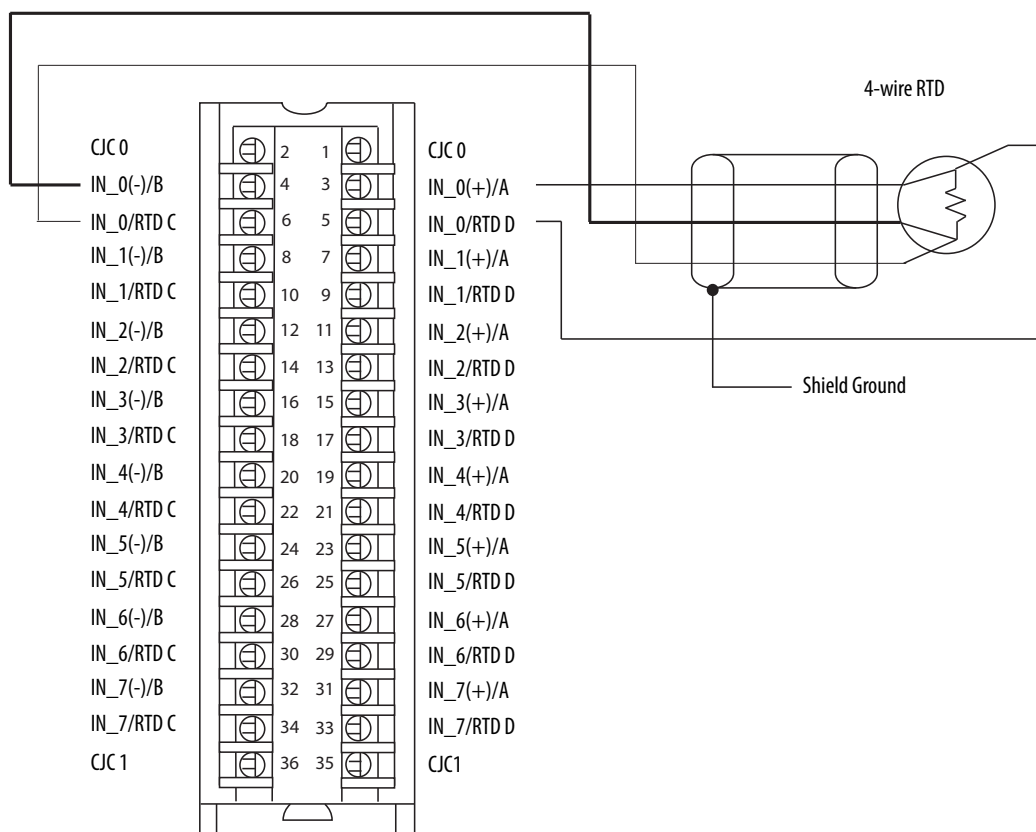 4-wire RTD
CJC 0 2 1 CJC 0
IN_0(-)/B 4 3 IN_0(+)/A
IN_0/RTD C 6 5 IN_0/RTD D
IN_1(-)/B 8 7 IN_1(+)/A
IN_1/RTD C 10 9 IN_1/RTD D
IN_2(-)/B 12 11 IN_2(+)/A
IN_2/RTD C 14 13 IN_2/RTD D
Shield Ground
IN_3(-)/B 16 15 IN_3(+)/A
IN_3/RTD C 18 17 IN_3/RTD D
IN_4(-)/B 20 19 IN_4(+)/A
IN_4/RTD C 22 21 IN_4/RTD D
IN_5(-)/B 24 23 IN_5(+)/A
IN_5/RTD C 26 25 IN_5/RTD D
IN_6(-)/B 28 27 IN_6(+)/A
IN_6/RTD C 30 29 IN_6/RTD D
IN_7(-)/B 32 31 IN_7(+)/A
IN_7/RTD C 34 33 IN_7/RTD D
CJC 1 36 35 CJC1